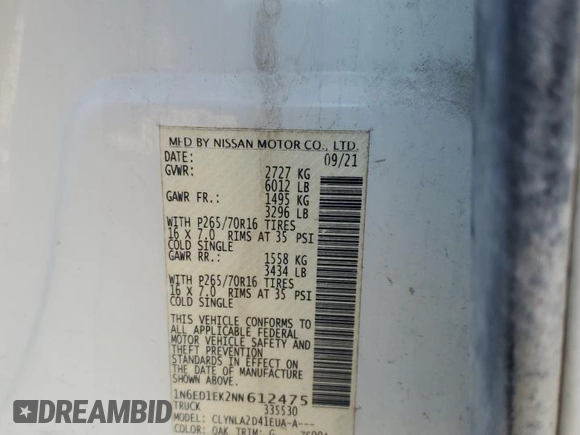 MFD BY NISSAN MOTOR CO., LTD.
DATE: 09/21
GVWR: 2727 KG
6012 LB
GAWR FR.: 1495 KG
3296 LB
WITH P265/70R16 TIRES
16 X 7.0 RIMS AT 35 PSI
COLD SINGLE
GAWR RR.: 1558 KG
3434 LB
WITH P265/70R16 TIRES
16 X 7.0 RIMS AT 35 PSI
COLD SINGLE
THIS VEHICLE CONFORMS TO
ALL APPLICABLE FEDERAL
MOTOR VEHICLE SAFETY AND
THEFT PREVENTION
STANDARDS IN EFFECT ON
THE DATE OF MANUFACTURE
SHOWN ABOVE.
1N6ED1EK2NN612475
TRUCK 335530
MODEL: CLYNLA2D41EUA-A---
COLOR: QAK TRIM: G
DREAMBID
DREAMBID